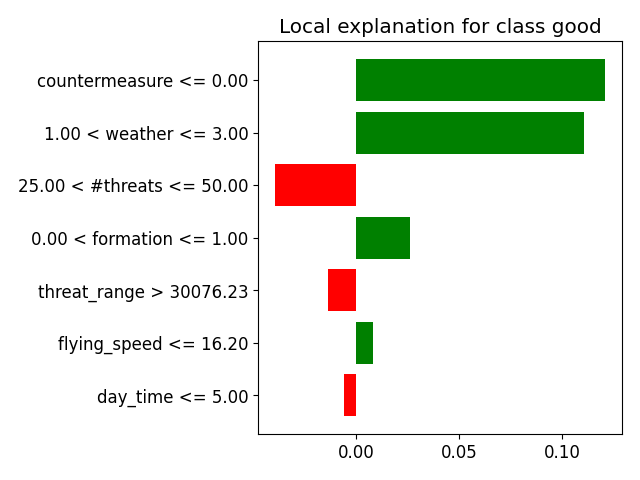 Local explanation for class good
countermeasure <= 0.00
1.00 < weather <= 3.00
25.00 < #threats <= 50.00
0.00 < formation <= 1.00
threat_range > 30076.23
flying_speed <= 16.20
day_time <= 5.00
0.00 0.05 0.10